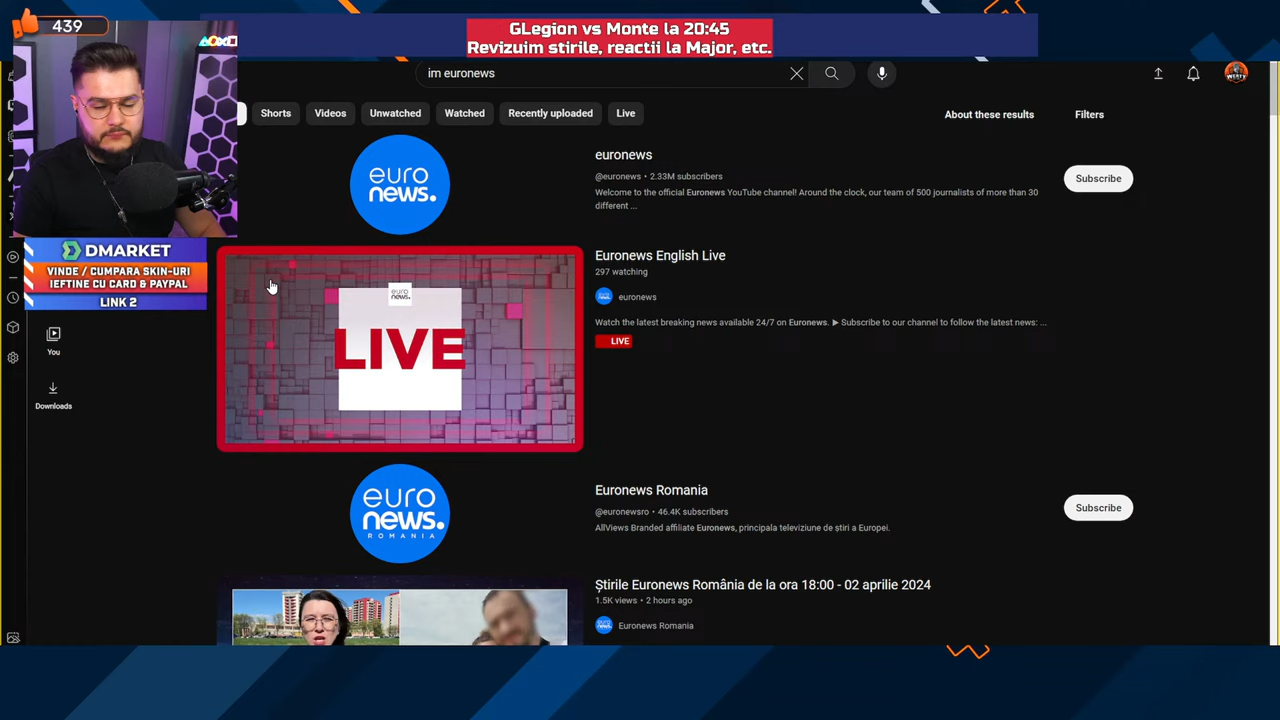 439
GLegion vs Monte la 20:45
Revizuim stirile, reactii la Major, etc.
im euronews
Shorts
Videos
Unwatched
Watched
Recently uploaded
Live
About these results
Filters
euro
news.
euronews
@euronews • 2.33M subscribers
Welcome to the official Euronews YouTube channel! Around the clock, our team of 500 journalists of more than 30
different ...
Subscribe
DMARKET
VINDE / CUMPARA SKIN-URI
IEFTINE CU CARD & PAYPAL
LINK 2
You
Downloads
euro
news.
LIVE
Euronews English Live
297 watching
euronews
Watch the latest breaking news available 24/7 on Euronews. ▶ Subscribe to our channel to follow the latest news: ...
LIVE
euro
news.
ROMANIA
Euronews Romania
@euronewsro • 46.4K subscribers
AllViews Branded affiliate Euronews, principala televiziune de știri a Europei.
Subscribe
Știrile Euronews România de la ora 18:00 - 02 aprilie 2024
1.5K views • 2 hours ago
Euronews Romania